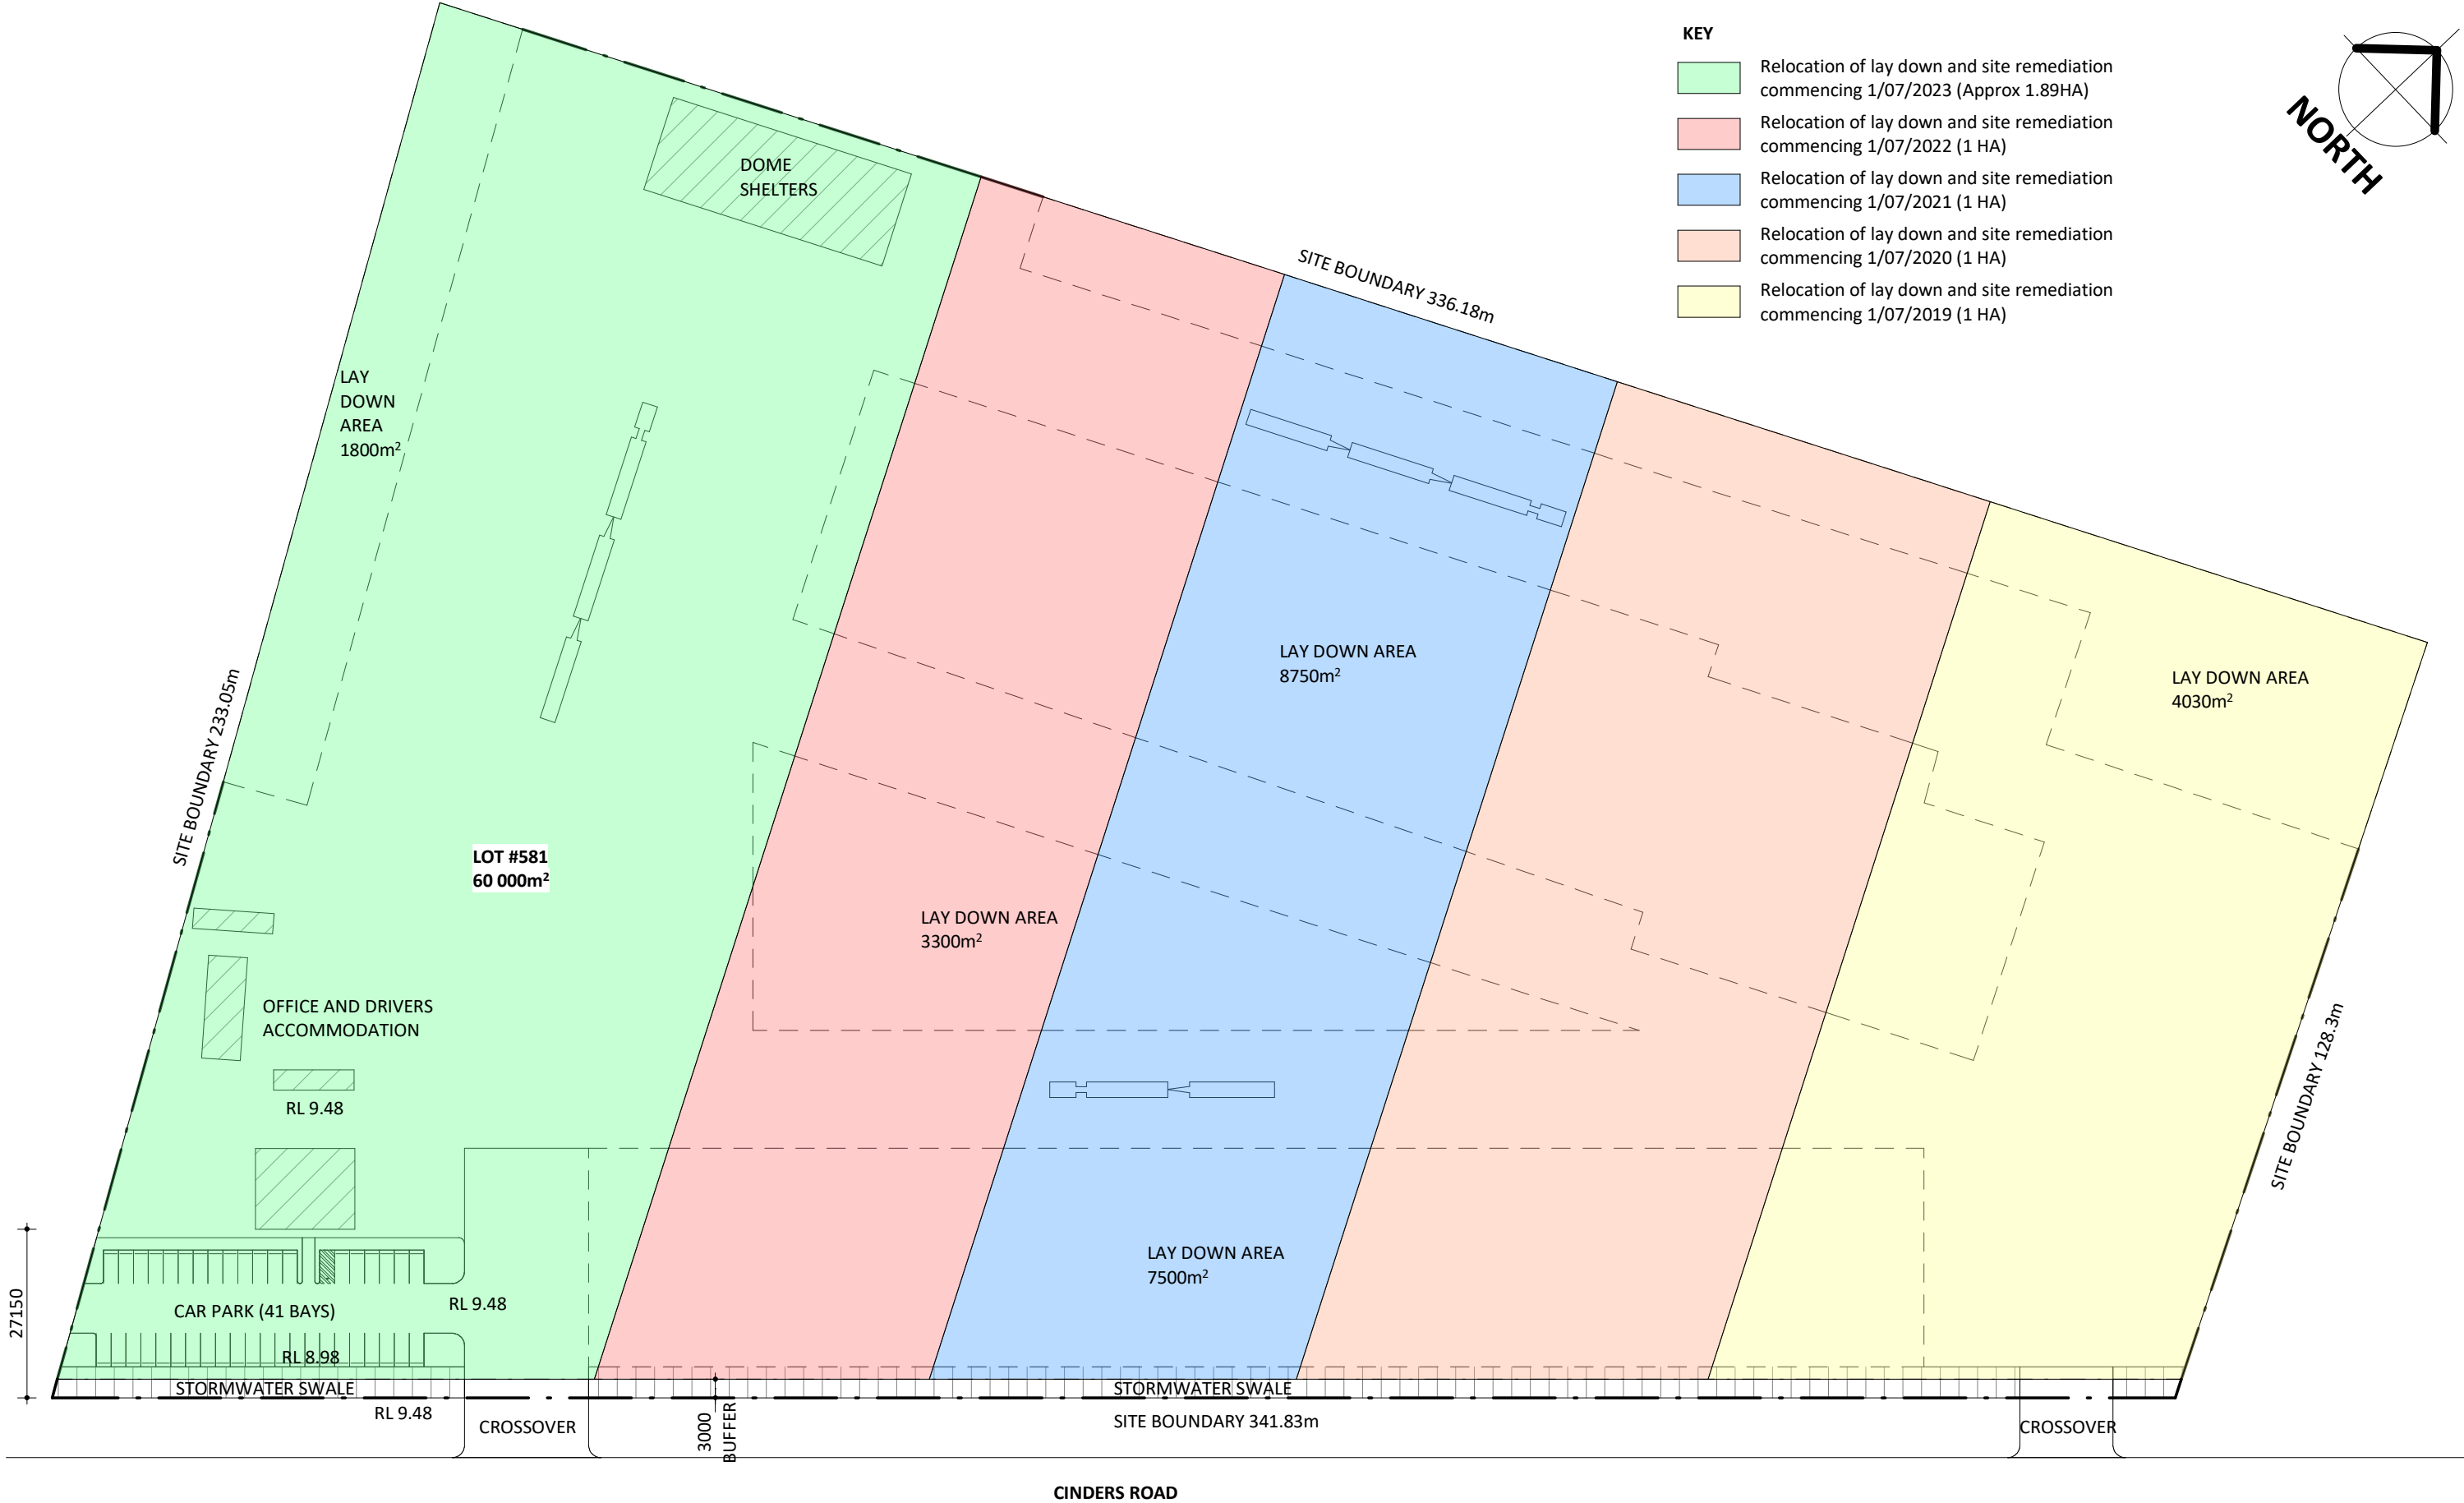 KEY
Relocation of lay down and site remediation
commencing 1/07/2023 (Approx 1.89HA)
Relocation of lay down and site remediation
commencing 1/07/2022 (1 HA)
Relocation of lay down and site remediation
commencing 1/07/2021 (1 HA)
Relocation of lay down and site remediation
commencing 1/07/2020 (1 HA)
Relocation of lay down and site remediation
commencing 1/07/2019 (1 HA)
NORTH
DOME
SHELTERS
SITE BOUNDARY 336.18m
LAY
DOWN
AREA
1800m²
LAY DOWN AREA
8750m²
LAY DOWN AREA
4030m²
SITE BOUNDARY 233.05m
LOT #581
60 000m²
LAY DOWN AREA
3300m²
OFFICE AND DRIVERS
ACCOMMODATION
SITE BOUNDARY 128.3m
RL 9.48
LAY DOWN AREA
7500m²
27150
CAR PARK (41 BAYS)
RL 9.48
RL 8.98
STORMWATER SWALE
STORMWATER SWALE
RL 9.48
CROSSOVER
3000
BUFFER
SITE BOUNDARY 341.83m
CROSSOVER
CINDERS ROAD